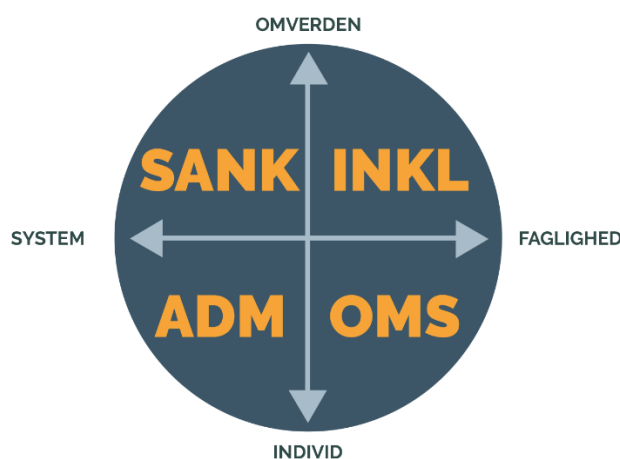 OMVERDEN
SANK INKL
SYSTEM FAGLIGHED
ADM OMS
INDIVID